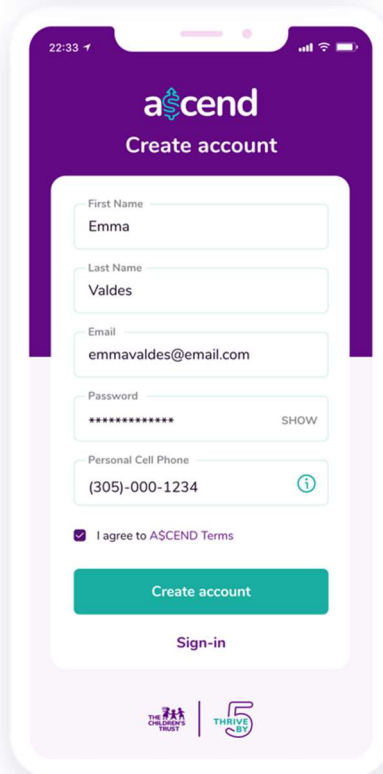 22:33
a$cend
Create account
First Name
Emma
Last Name
Valdes
Email
emmavaldes@email.com
Password
************* SHOW
Personal Cell Phone
(305)-000-1234
I agree to A$CEND Terms
Create account
Sign-in
THE CHILDREN'S TRUST
THRIVE BY 5